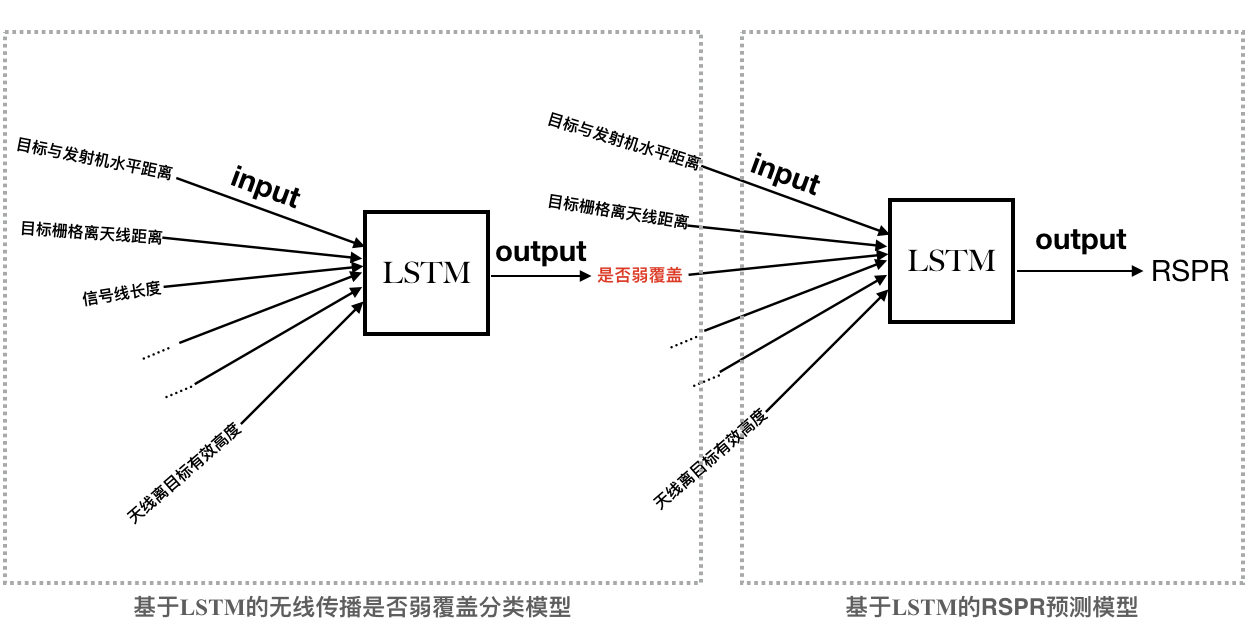 目标与发射机水平距离
input
目标栅格离天线距离
信号线长度
......
......
天线离目标有效高度
LSTM
output
是否弱覆盖
基于LSTM的无线传播是否弱覆盖分类模型
目标与发射机水平距离
input
目标栅格离天线距离
......
......
天线离目标有效高度
LSTM
output
RSPR
基于LSTM的RSPR预测模型